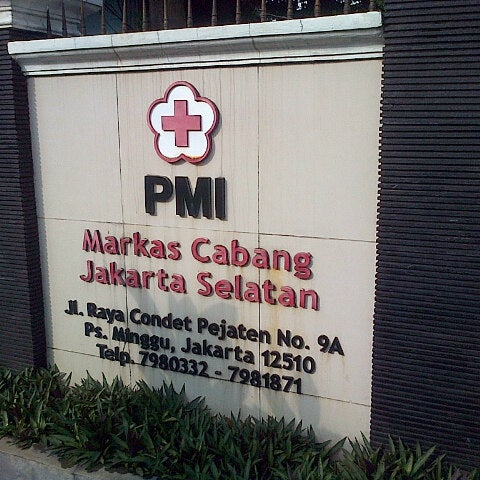 PMI
Markas Cabang
Jakarta Selatan
Jl. Raya Condet Pejaten No. 9A
Ps. Minggu, Jakarta 12510
Telp. 7980332 - 7981871